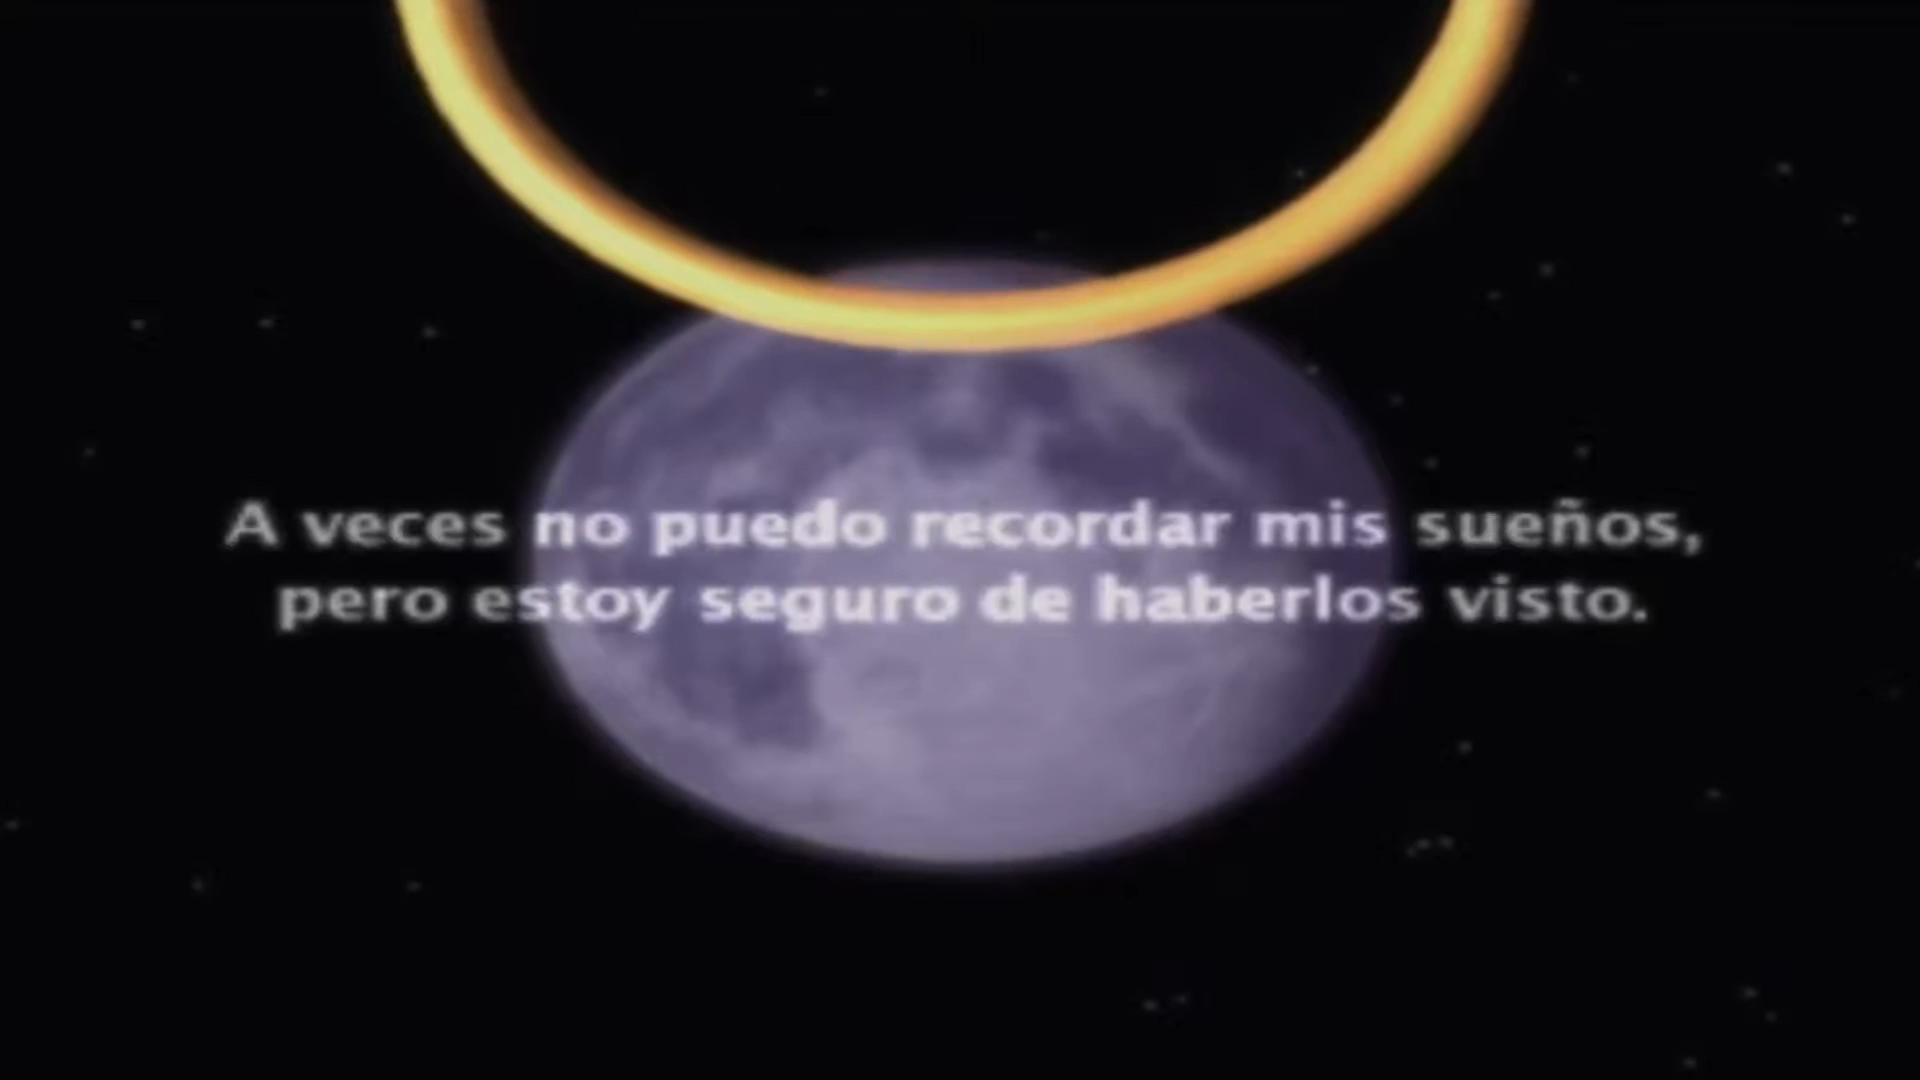 A veces no puedo recordar mis sueños,
pero estoy seguro de haberlos visto.